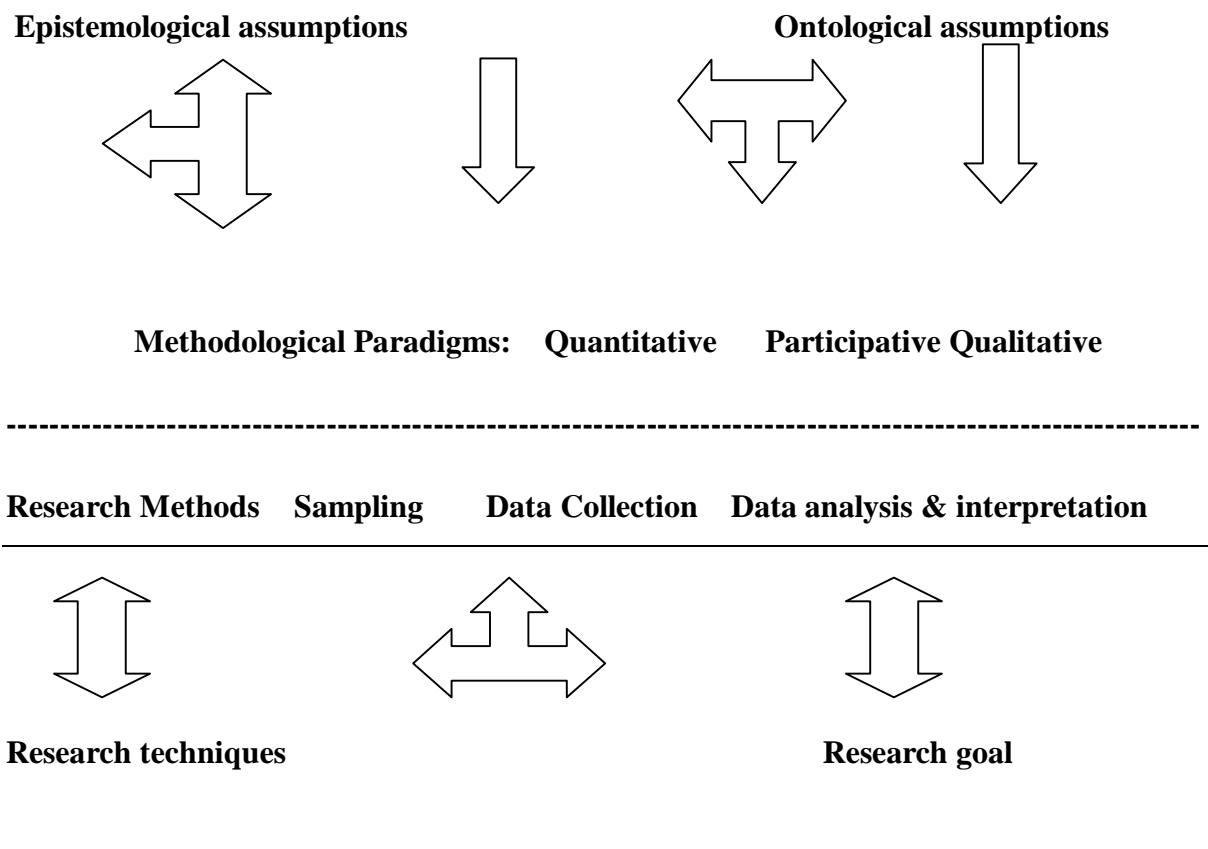 Epistemological assumptions Ontological assumptions
Methodological Paradigms: Quantitative Participative Qualitative
Research Methods Sampling Data Collection Data analysis & interpretation
Research techniques Research goal